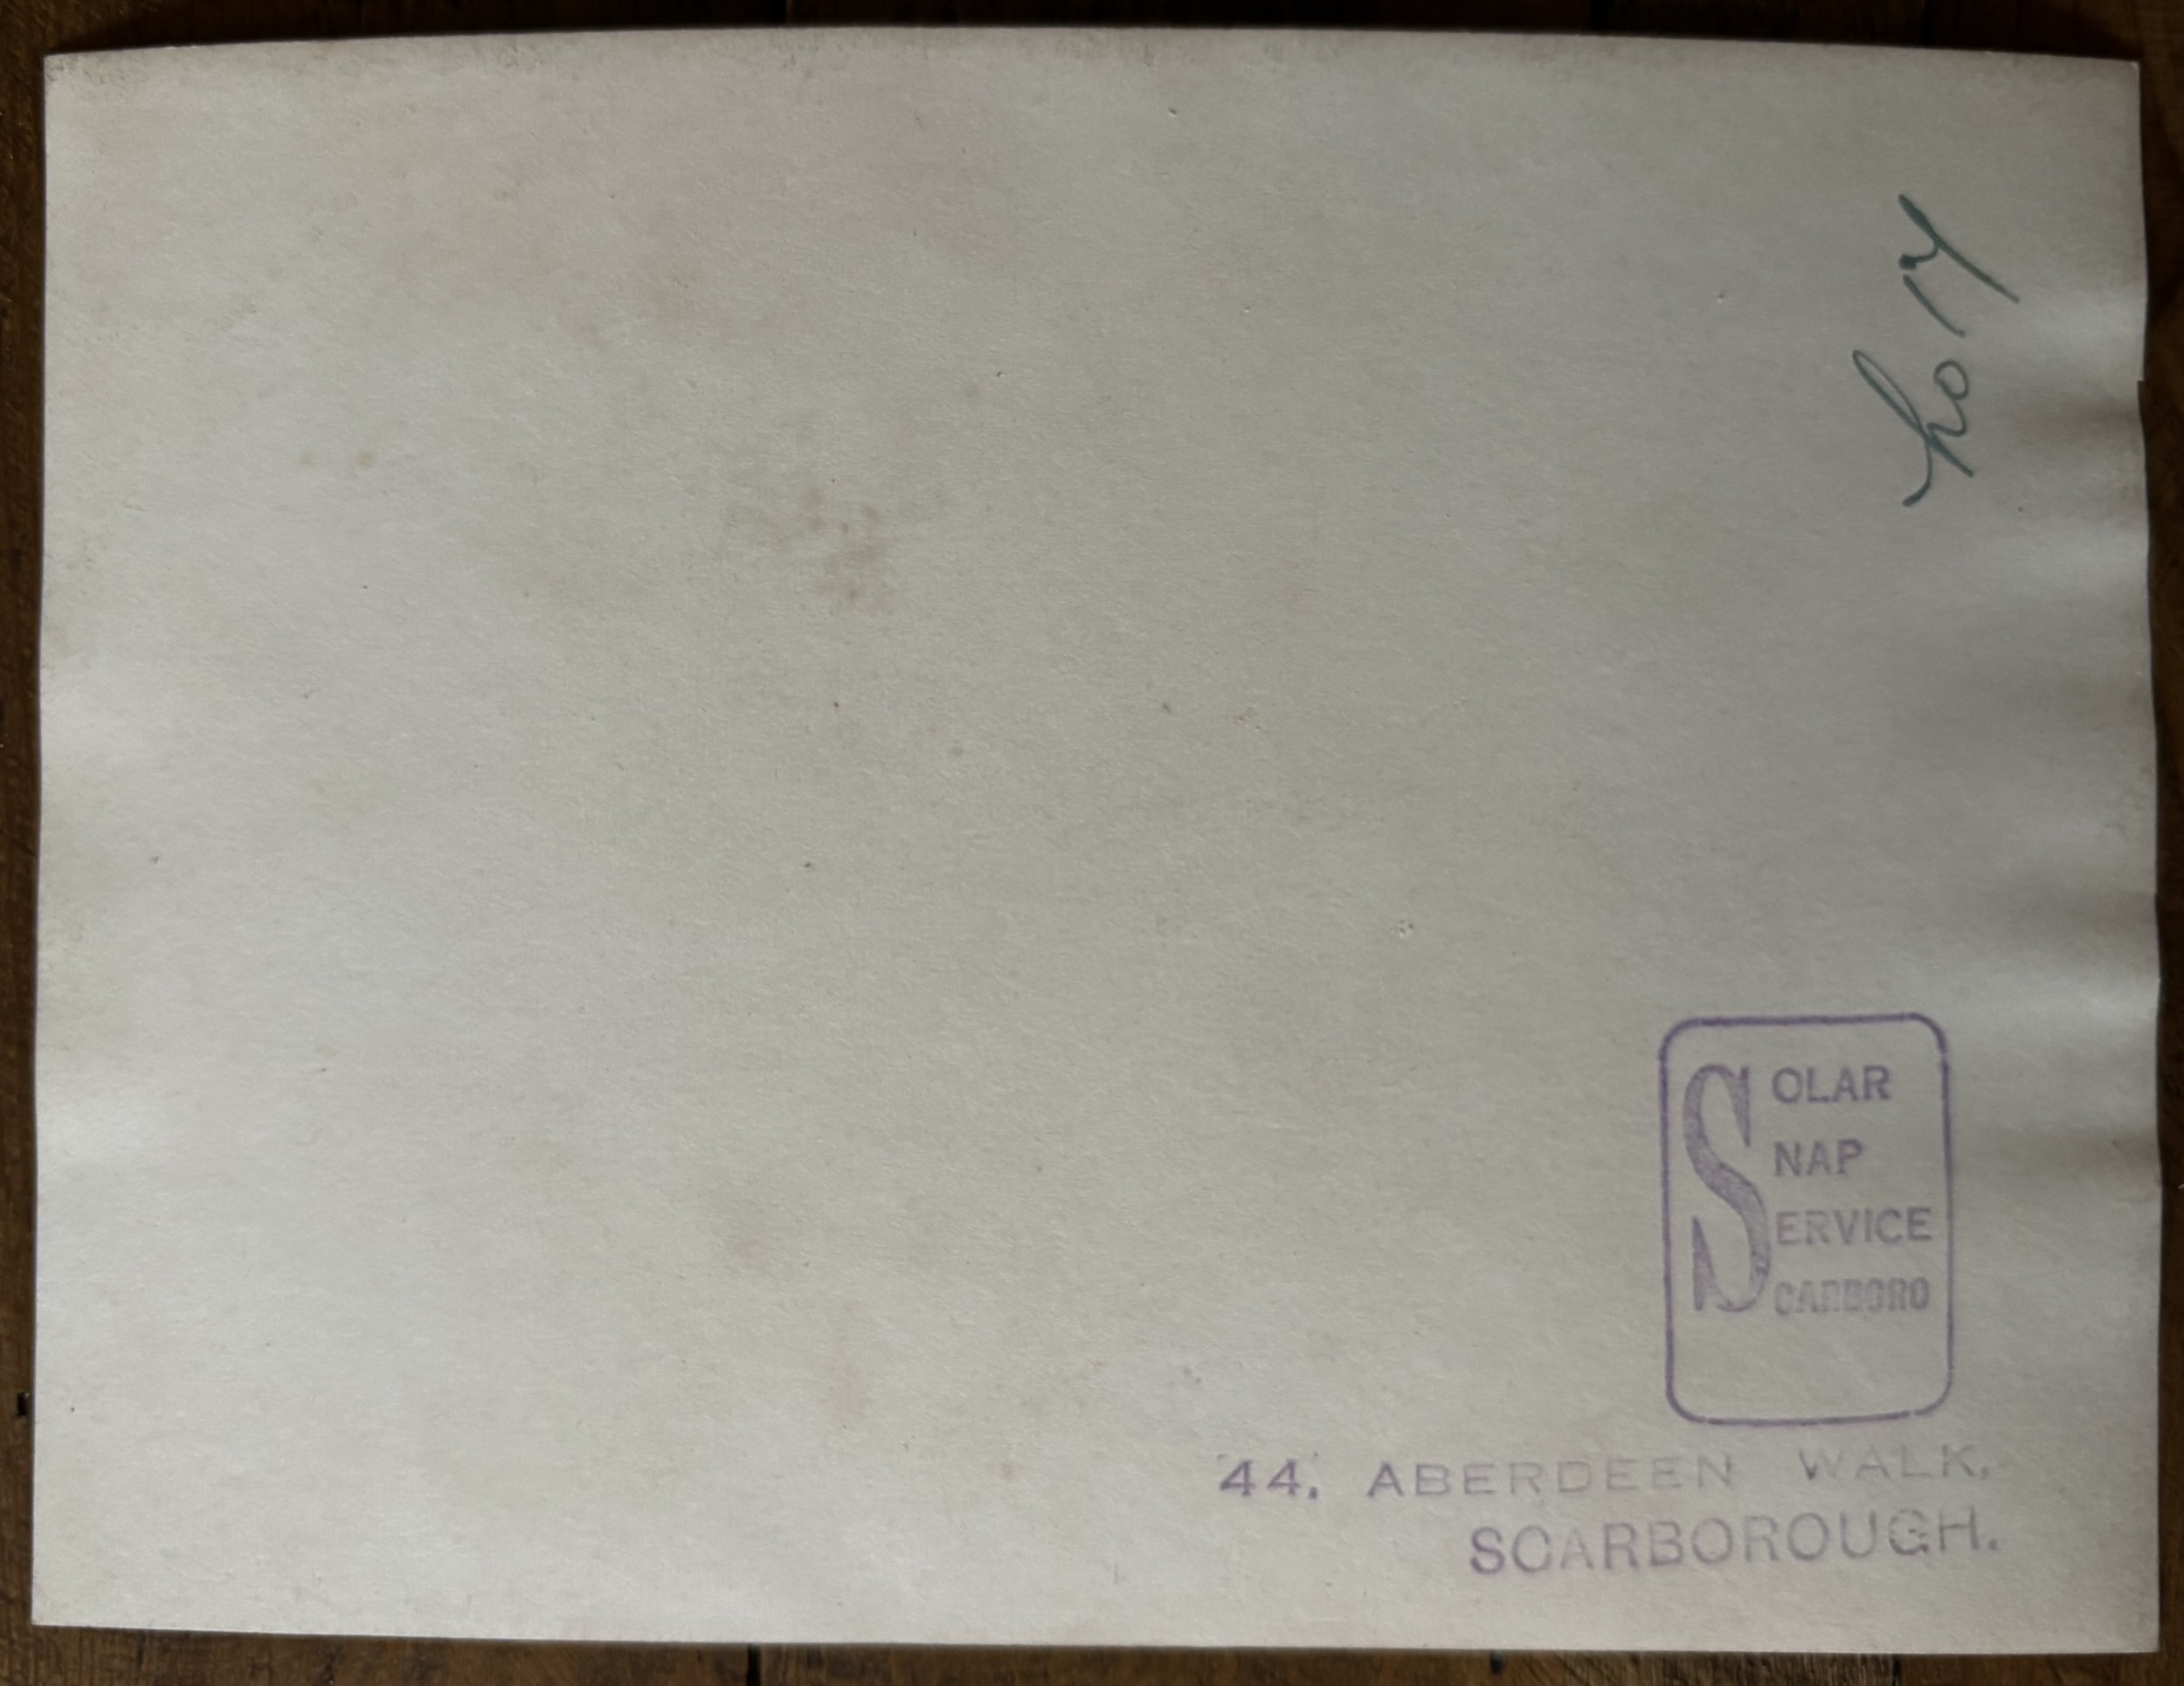 SOLAR
SNAP
SERVICE
SCARBORO
44. ABERDEEN WALK.
SCARBOROUGH.